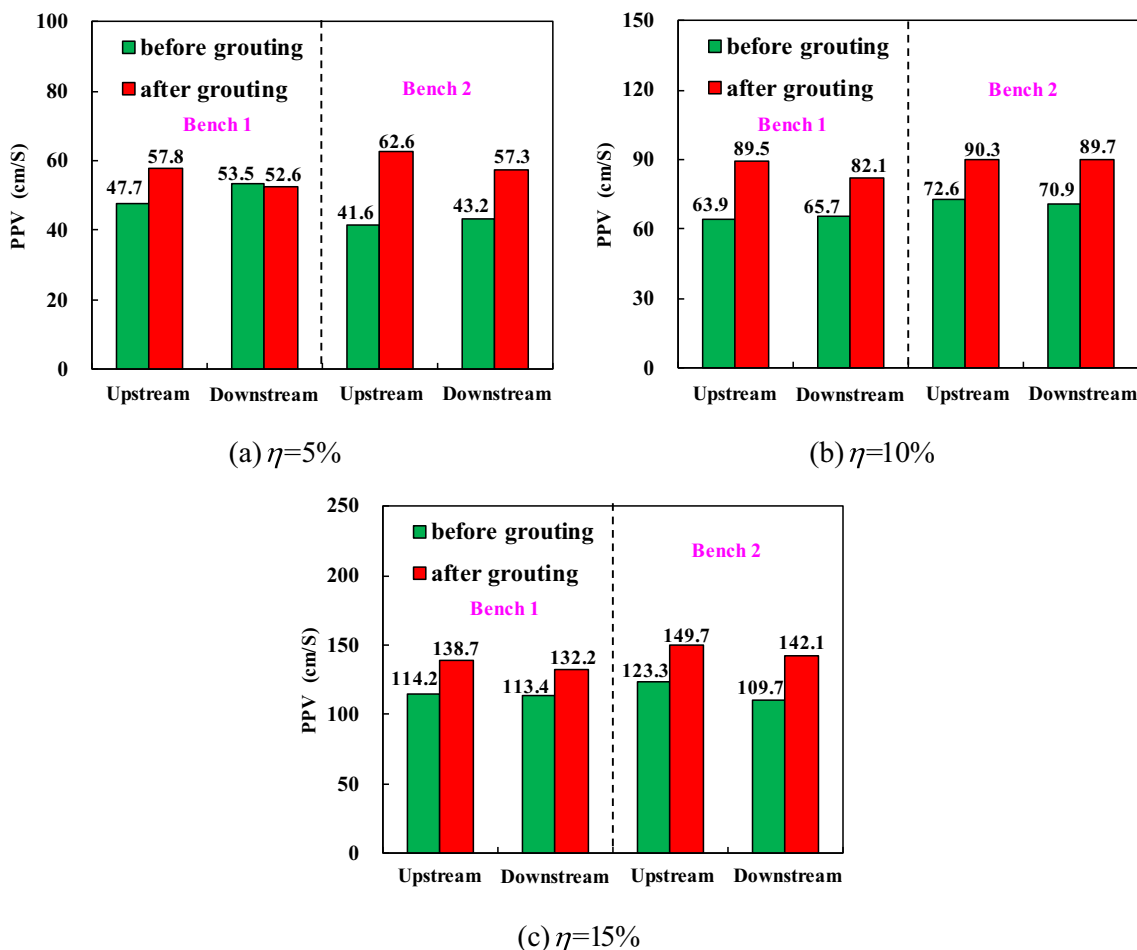 100
80
60
40
20
0
PPV (cm/S)
before grouting
after grouting
Bench 1
Bench 2
47.7
57.8
53.5
52.6
41.6
62.6
43.2
57.3
Upstream Downstream Upstream Downstream
(a) η=5%
150
120
90
60
30
0
PPV (cm/S)
before grouting
after grouting
Bench 1
Bench 2
63.9
89.5
65.7
82.1
72.6
90.3
70.9
89.7
Upstream Downstream Upstream Downstream
(b) η=10%
250
200
150
100
50
0
PPV (cm/S)
before grouting
after grouting
Bench 1
Bench 2
114.2
138.7
113.4
132.2
123.3
149.7
109.7
142.1
Upstream Downstream Upstream Downstream
(c) η=15%